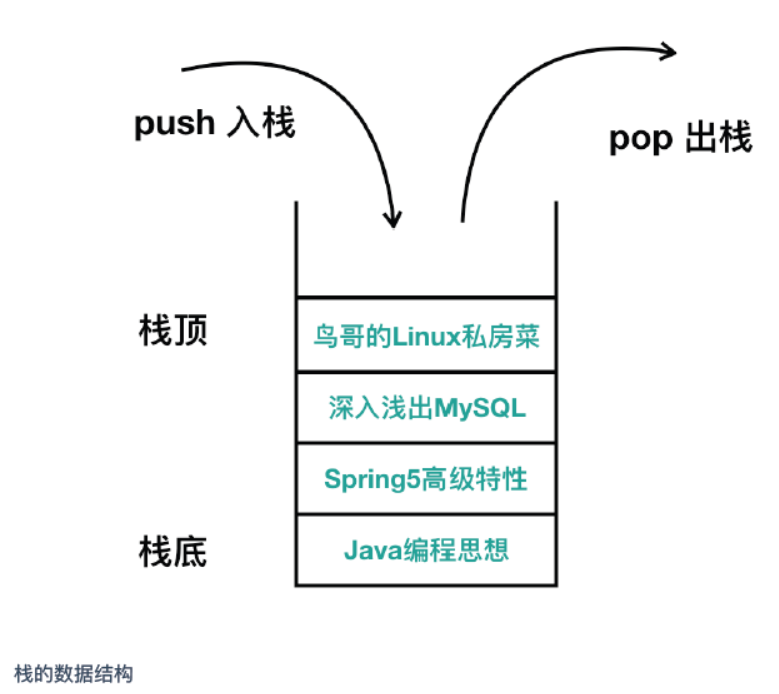 push 入栈
pop 出栈
栈顶
鸟哥的Linux私房菜
深入浅出MySQL
Spring5高级特性
栈底
Java编程思想
栈的数据结构